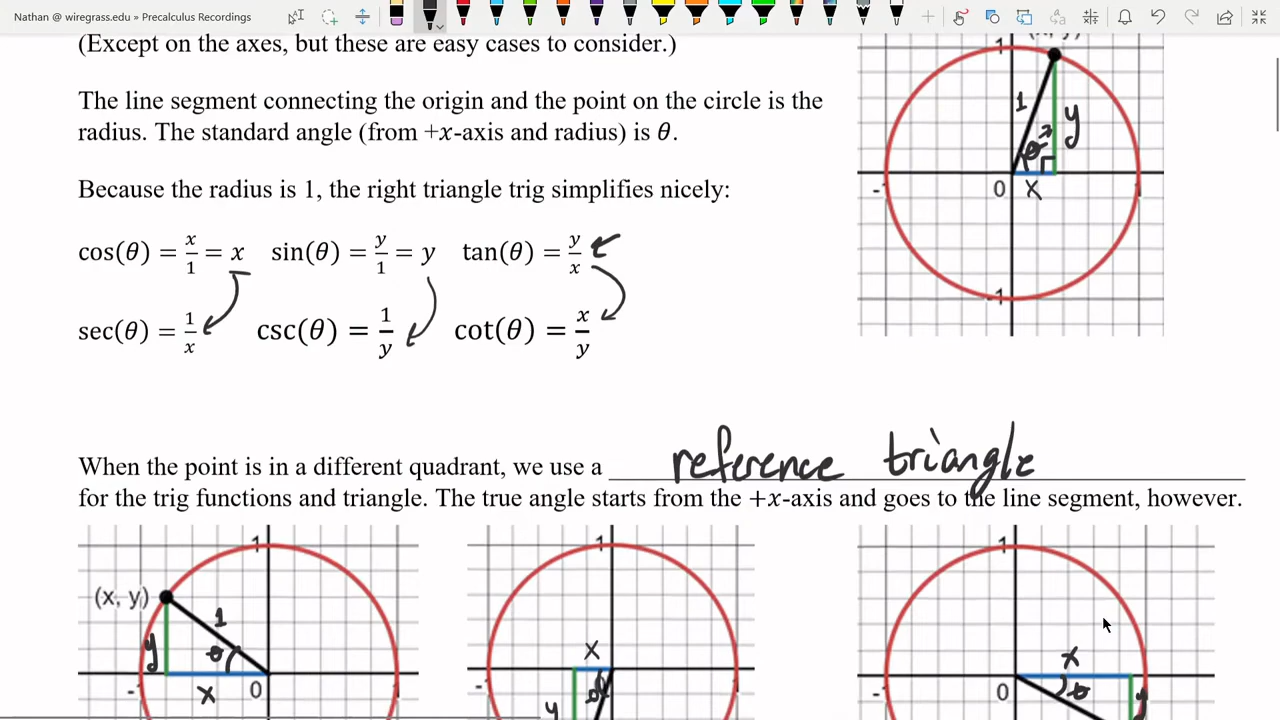 Nathan @ wiregrass.edu » Precalculus Recordings
(Except on the axes, but these are easy cases to consider.)
The line segment connecting the origin and the point on the circle is the
radius. The standard angle (from +x-axis and radius) is θ.
Because the radius is 1, the right triangle trig simplifies nicely:
cos(θ) = x/1 = x sin(θ) = y/1 = y tan(θ) = y/x
sec(θ) = 1/x csc(θ) = 1/y cot(θ) = x/y
1
1
y
θ
0
x
-
1
-1
When the point is in a different quadrant, we use a reference triangle
for the trig functions and triangle. The true angle starts from the +x-axis and goes to the line segment, however.
1
(x, y)
1
y
θ
-1
x
0
1
x
-1
θ
y
1
x
-1
0
θ
y